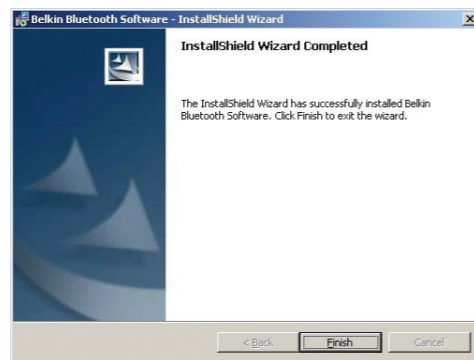 Belkin Bluetooth Software - InstallShield Wizard
InstallShield Wizard Completed
The InstallShield Wizard has successfully installed Belkin
Bluetooth Software. Click Finish to exit the wizard.
< Back
Finish
Cancel